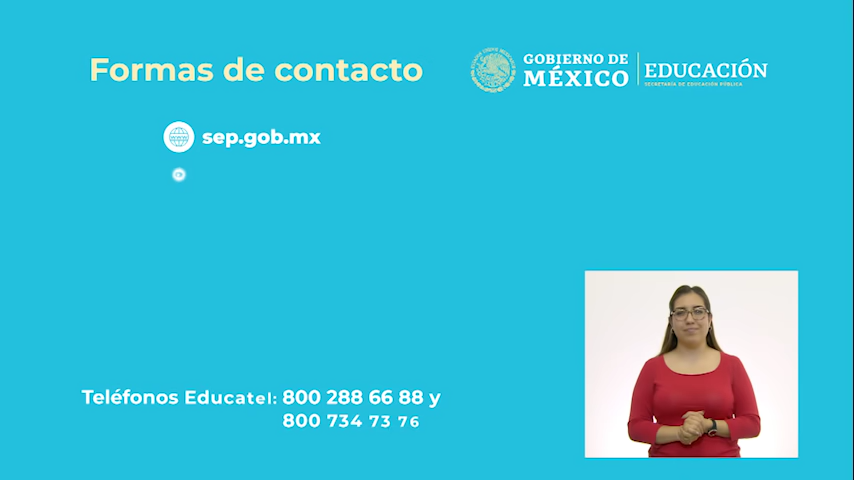 Formas de contacto
GOBIERNO DE
MÉXICO
EDUCACIÓN
SECRETARÍA DE EDUCACIÓN PÚBLICA
www
sep.gob.mx
Teléfonos Educatel: 800 288 66 88 y
800 734 73 76